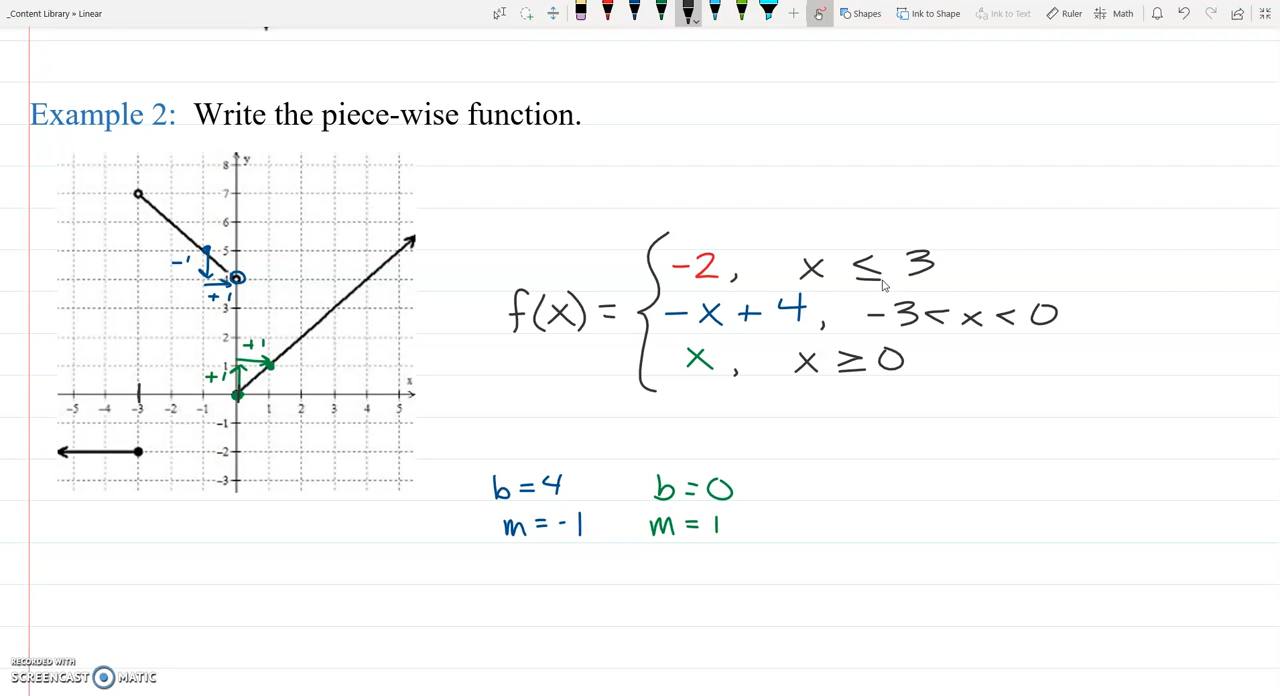 _Content Library » Linear
Shapes
Ink to Shape
Ink to Text
Ruler
Math
Example 2: Write the piece-wise function.
8 y
7
6
5
-1
+1
3
2
+1
+1 1
x
-5 -4 -3 -2 -1 1 2 3 4 5
-1
-2
-3
-2, x ≤ 3
f(x) = { -x + 4, -3 < x < 0
x, x ≥ 0
b = 4 b = 0
m = -1 m = 1
RECORDED WITH
SCREENCAST MATIC